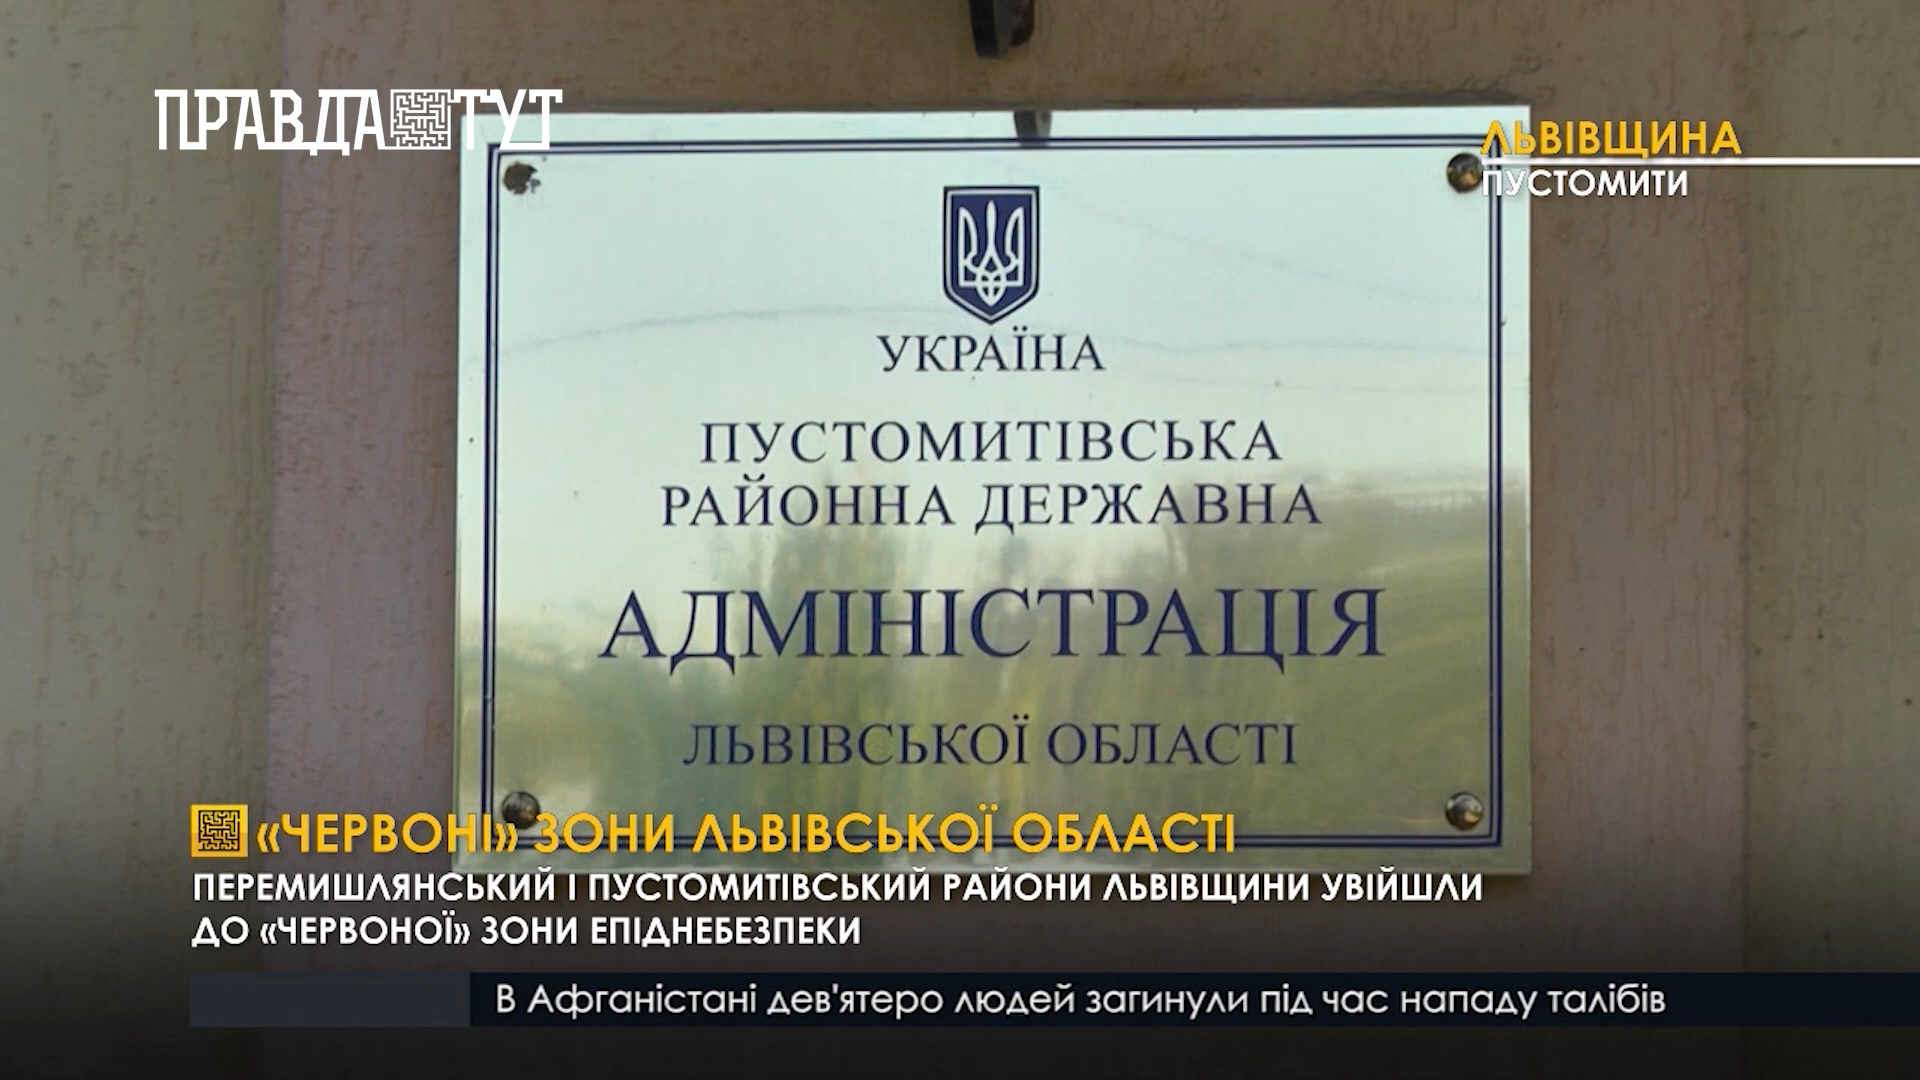 ПРАВДА ТУТ
ЛЬВІВЩИНА
ПУСТОМИТИ
УКРАЇНА
ПУСТОМИТІВСЬКА
РАЙОННА ДЕРЖАВНА
АДМІНІСТРАЦІЯ
ЛЬВІВСЬКОЇ ОБЛАСТІ
«ЧЕРВОНІ» ЗОНИ ЛЬВІВСЬКОЇ ОБЛАСТІ
ПЕРЕМИШЛЯНСЬКИЙ І ПУСТОМИТІВСЬКИЙ РАЙОНИ ЛЬВІВЩИНИ УВІЙШЛИ
ДО «ЧЕРВОНОЇ» ЗОНИ ЕПІДНЕБЕЗПЕКИ
В Афганістані дев'ятеро людей загинули під час нападу талібів